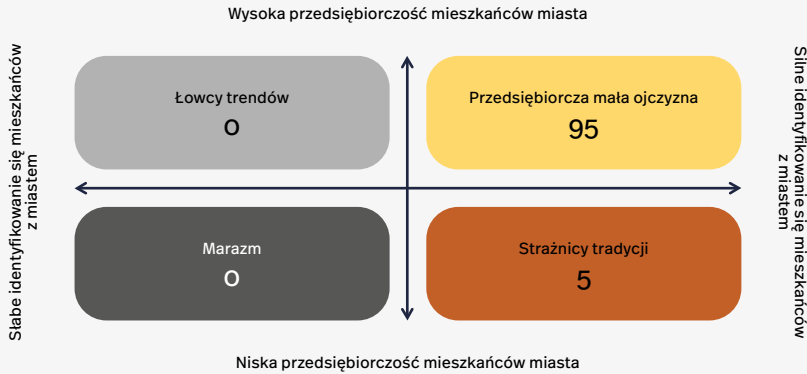 Wysoka przedsiębiorczość mieszkańców miasta
Słabe identyfikowanie się mieszkańców
z miastem
Łowcy trendów
0
Przedsiębiorcza mała ojczyzna
95
Silne identyfikowanie się mieszkańców
z miastem
Marazm
0
Strażnicy tradycji
5
Niska przedsiębiorczość mieszkańców miasta